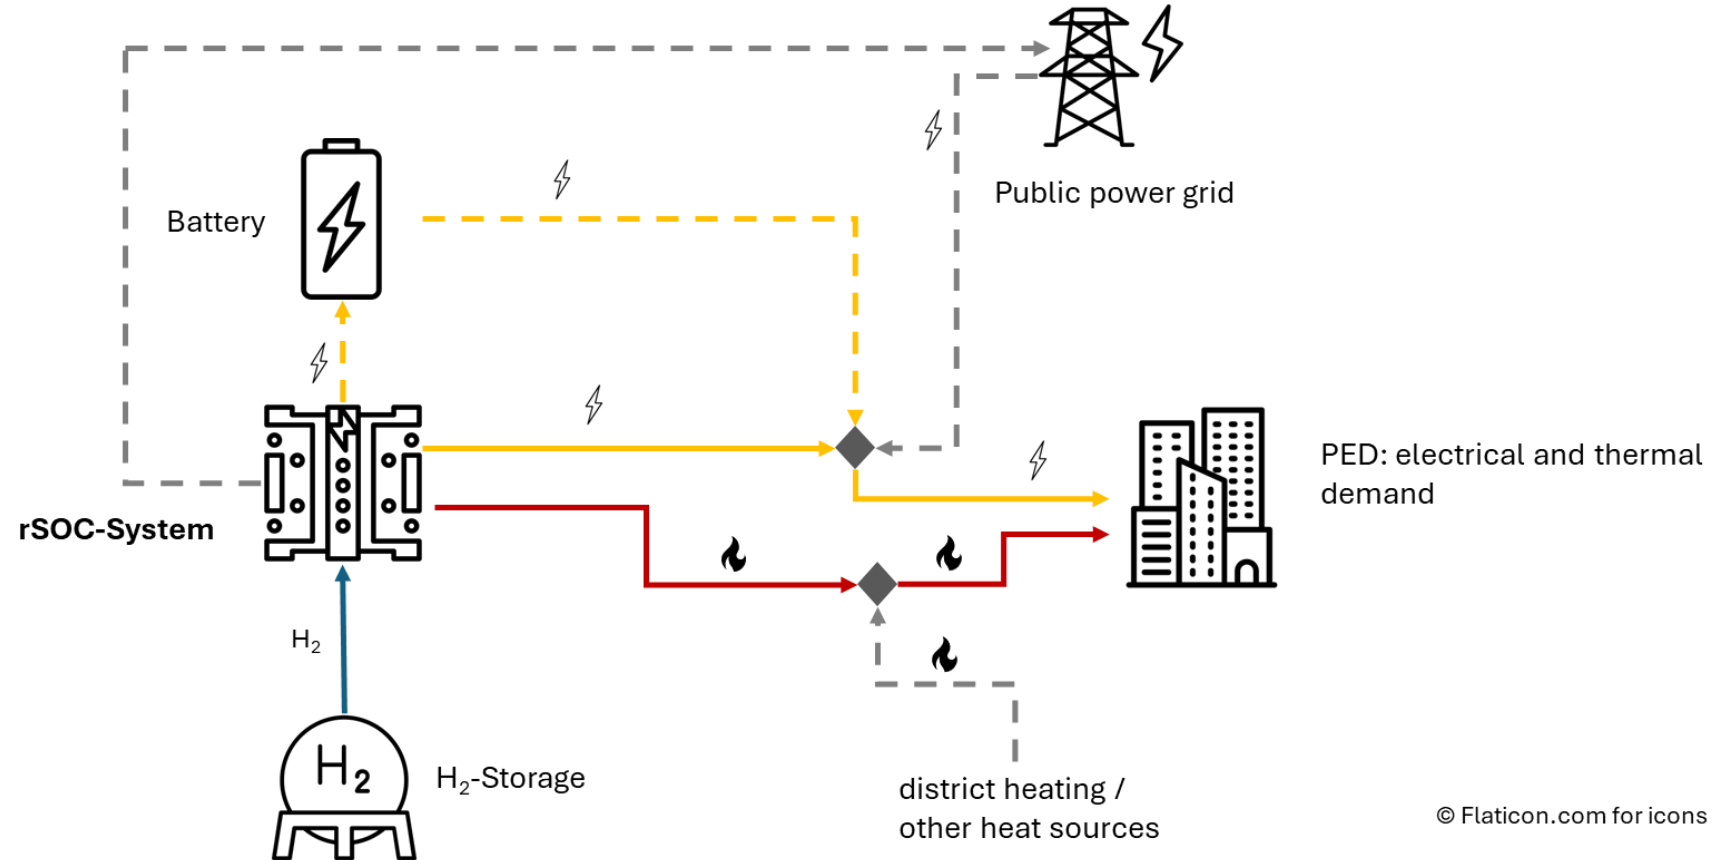 Public power grid
Battery
PED: electrical and thermal
demand
rSOC-System
H₂
H₂
H₂-Storage
district heating /
other heat sources
© Flaticon.com for icons